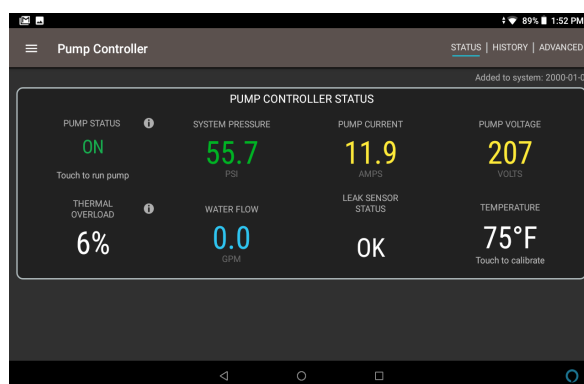 89% 1:52 PM
Pump Controller
STATUS | HISTORY | ADVANCED
Added to system: 2000-01-0
PUMP CONTROLLER STATUS
PUMP STATUS
SYSTEM PRESSURE
PUMP CURRENT
PUMP VOLTAGE
ON
55.7
11.9
207
Touch to run pump
PSI
AMPS
VOLTS
THERMAL
OVERLOAD
WATER FLOW
LEAK SENSOR
STATUS
TEMPERATURE
6%
0.0
OK
75°F
GPM
Touch to calibrate